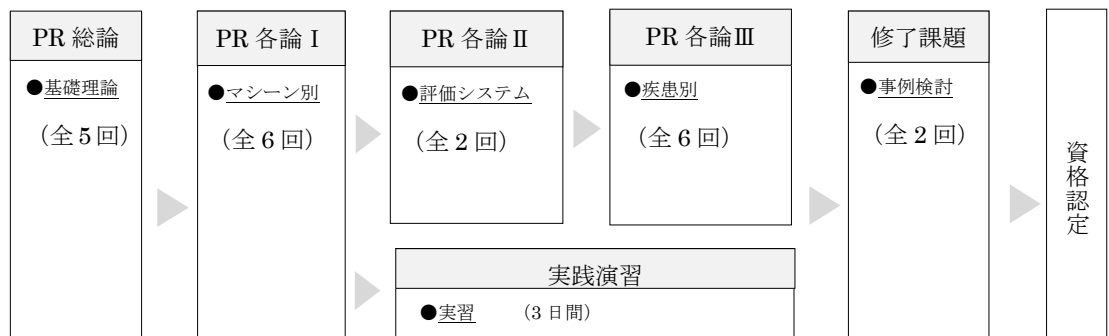 PR 総論
●基礎理論
（全 5 回）
PR 各論 I
●マシーン別
（全 6 回）
PR 各論Ⅱ
●評価システム
（全 2 回）
PR 各論Ⅲ
●疾患別
（全 6 回）
実践演習
●実習　（3 日間）
修了課題
●事例検討
（全 2 回）
資格認定